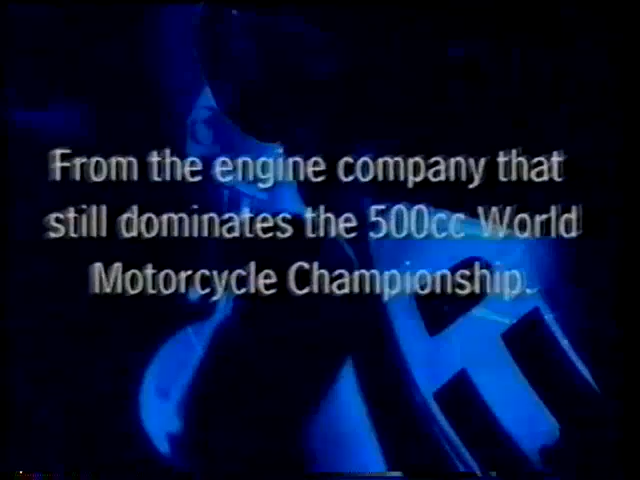 From the engine company that
still dominates the 500cc World
Motorcycle Championship.